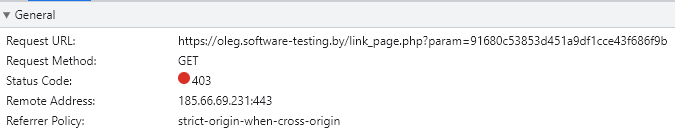 General
Request URL: https://oleg.software-testing.by/link_page.php?param=91680c53853d451a9df1cce43f686f9b
Request Method: GET
Status Code: 403
Remote Address: 185.66.69.231:443
Referrer Policy: strict-origin-when-cross-origin